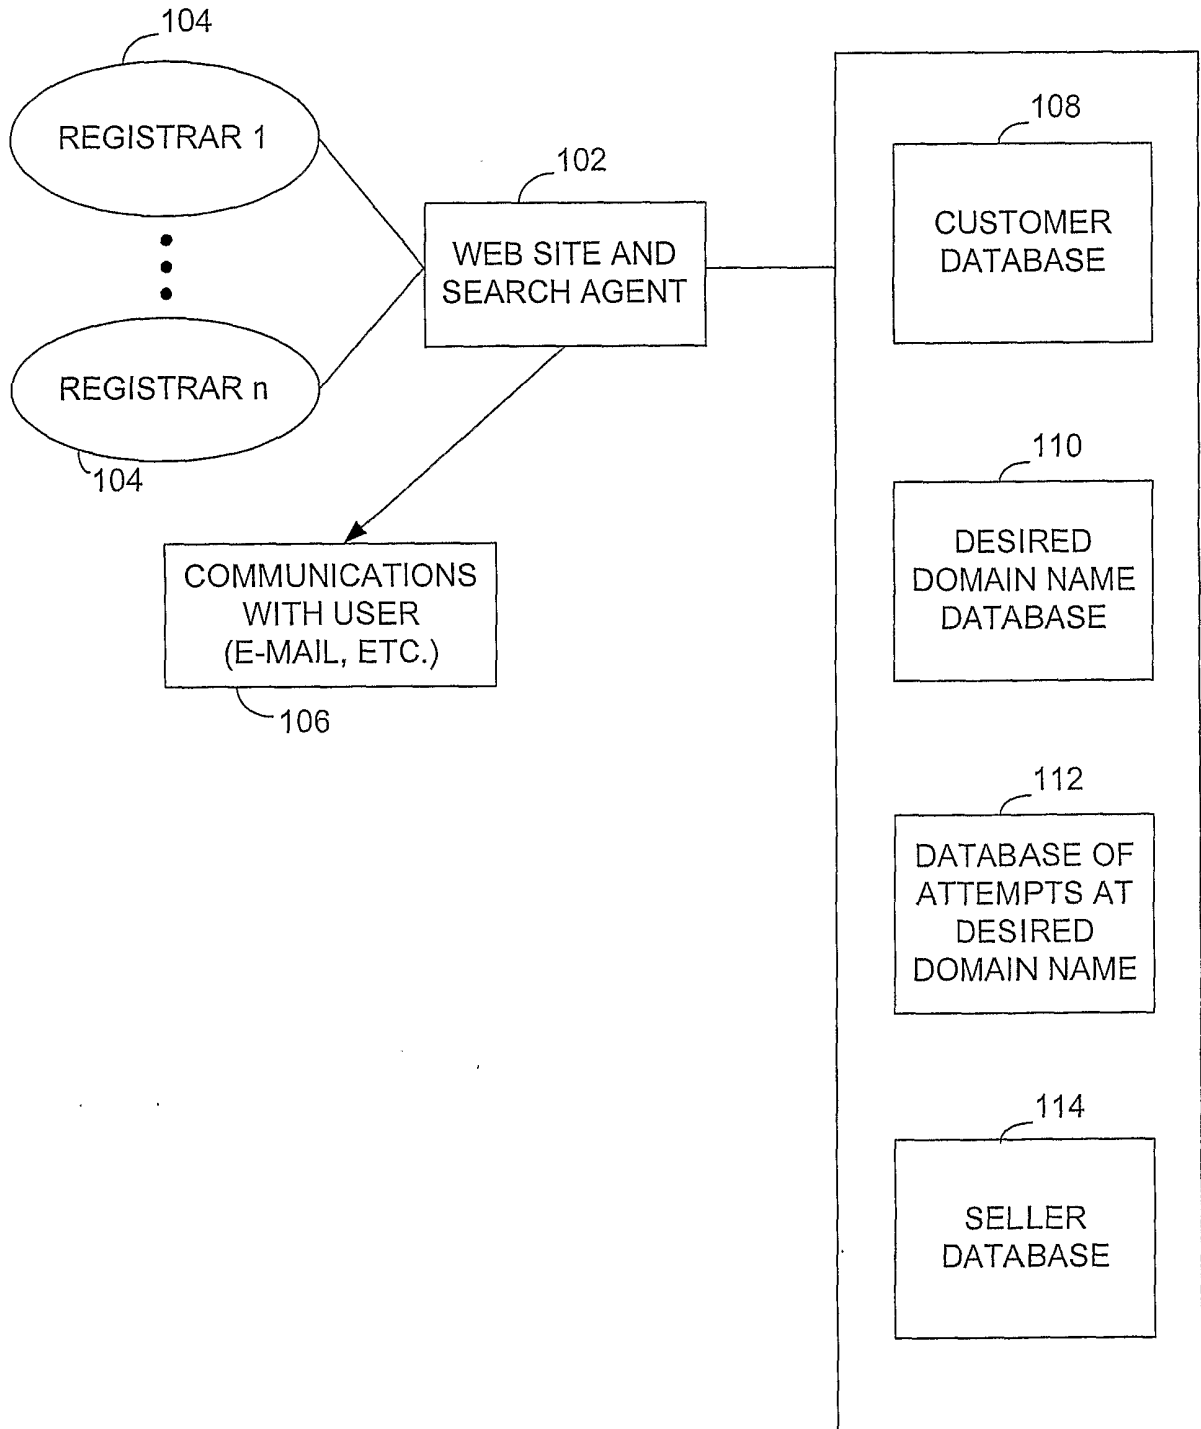 104
REGISTRAR 1
REGISTRAR n
104
102
WEB SITE AND
SEARCH AGENT
COMMUNICATIONS
WITH USER
(E-MAIL, ETC.)
106
108
CUSTOMER
DATABASE
110
DESIRED
DOMAIN NAME
DATABASE
112
DATABASE OF
ATTEMPTS AT
DESIRED
DOMAIN NAME
114
SELLER
DATABASE